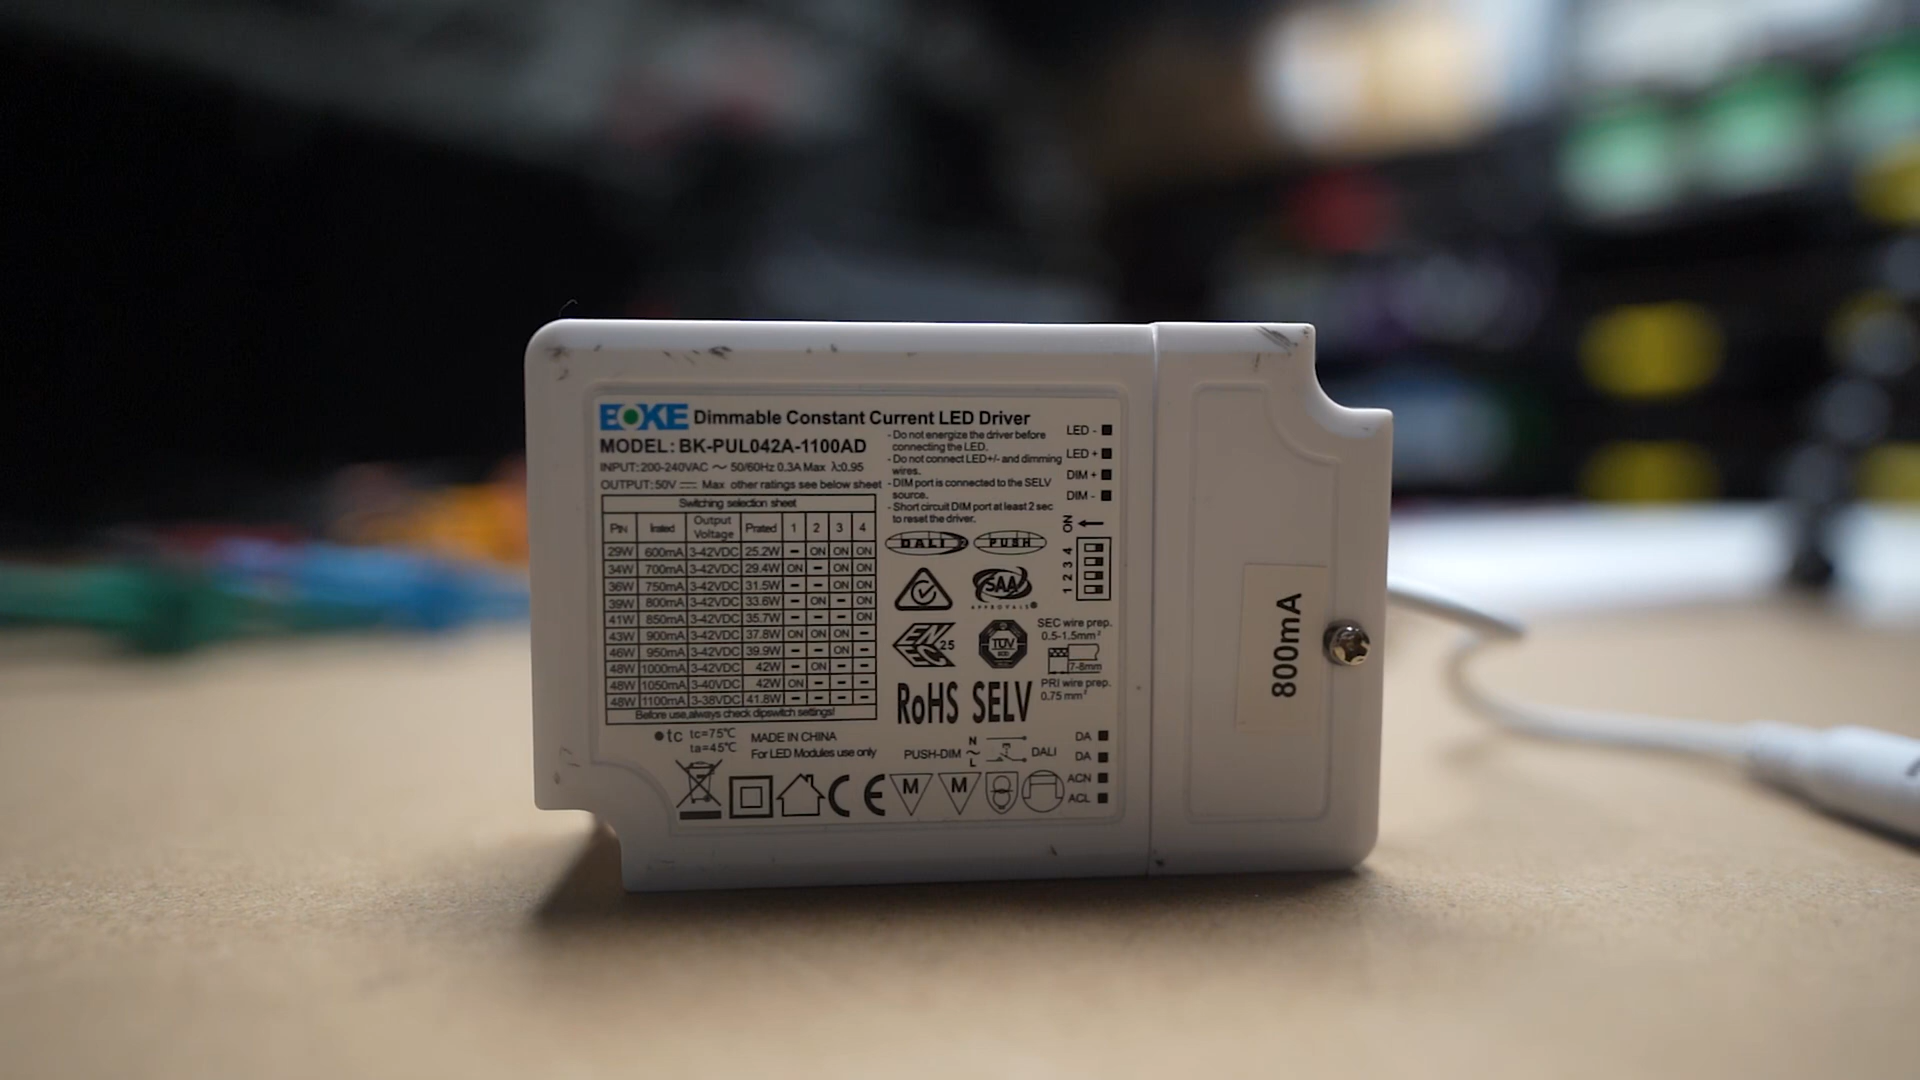 EOKE Dimmable Constant Current LED Driver
MODEL: BK-PUL042A-1100AD
INPUT:200-240VAC ~ 50/60Hz 0.3A Max λ:0.95
OUTPUT:50V ⎓ Max other ratings see below sheet
Switching selection sheet
PIN Irated Output Voltage Prated 1 2 3 4
29W 600mA 3-42VDC 25.2W – ON ON ON
34W 700mA 3-42VDC 29.4W ON – ON ON
36W 750mA 3-42VDC 31.5W – – ON ON
39W 800mA 3-42VDC 33.6W – ON – ON
41W 850mA 3-42VDC 35.7W – – – ON
43W 900mA 3-42VDC 37.8W ON ON ON –
46W 950mA 3-42VDC 39.9W – – ON –
48W 1000mA 3-42VDC 42W – ON – –
48W 1050mA 3-40VDC 42W ON – – –
48W 1100mA 3-38VDC 41.8W – – – –
Before use,always check dipswitch settings!
tc tc=75℃
ta=45℃
MADE IN CHINA
For LED Modules use only
- Do not energize the driver before
connecting the LED.
- Do not connect LED+/- and dimming
wires.
- DIM port is connected to the SELV
source.
- Short circuit DIM port at least 2 sec
to reset the driver.
LED -
LED +
DIM +
DIM -
DALI 2 PUSH
ON
1 2 3 4
SAA
APPROVALS
ENEC 25
TÜV
SEC wire prep.
0.5-1.5mm²
7-8mm
PRI wire prep.
0.75 mm²
RoHS SELV
PUSH-DIM N
L
DALI
DA
DA
ACN
ACL
CE M M
800mA